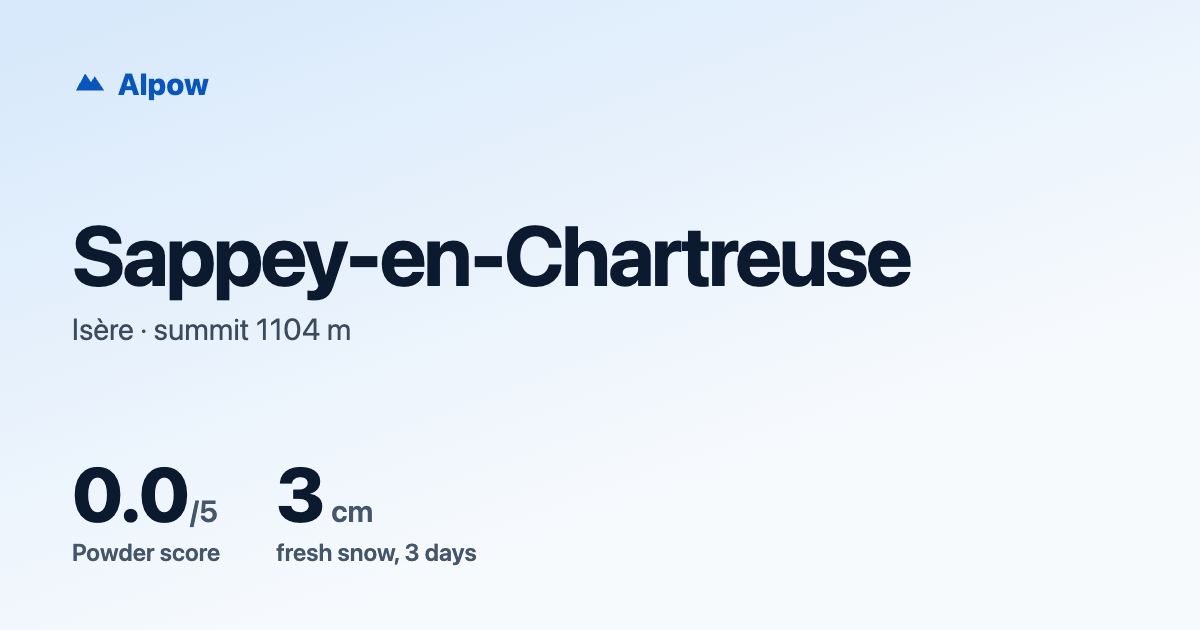 Alpow
Sappey-en-Chartreuse
Isère · summit 1104 m
0.0/5
Powder score
3 cm
fresh snow, 3 days